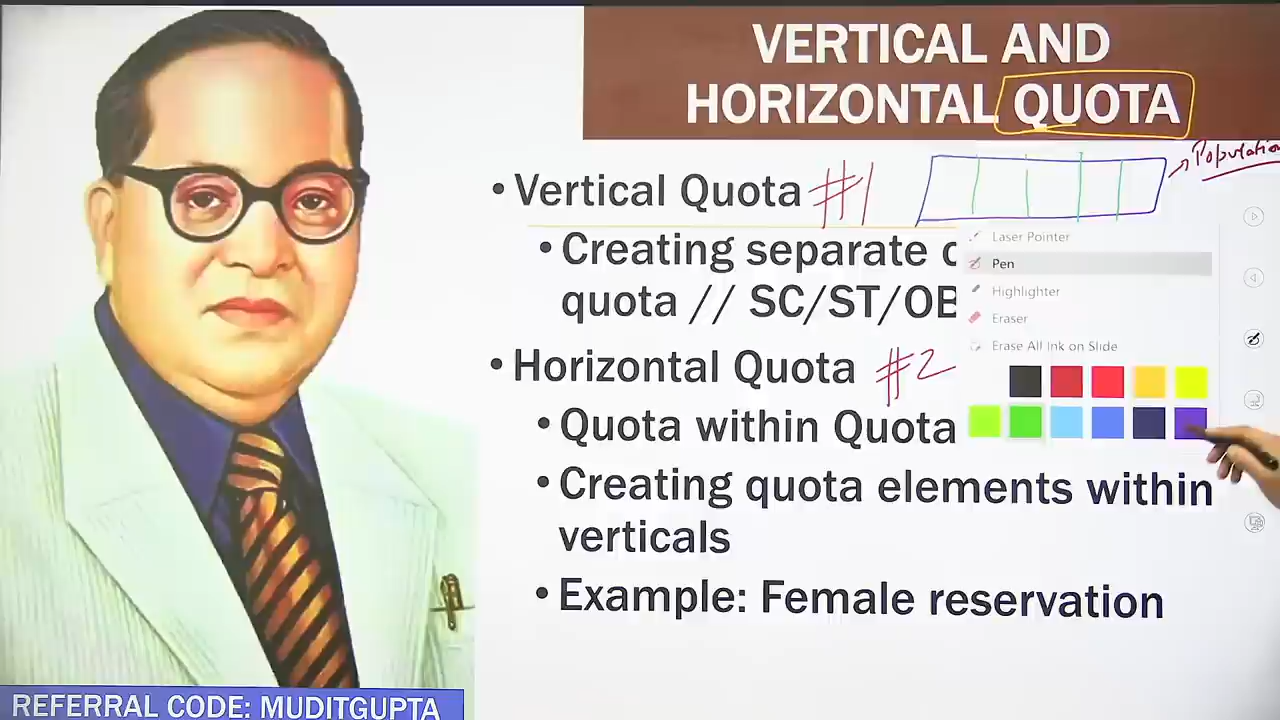 VERTICAL AND
HORIZONTAL QUOTA
Population
• Vertical Quota #1
• Creating separate
quota // SC/ST/OB
• Horizontal Quota #2
• Quota within Quota
• Creating quota elements within
verticals
• Example: Female reservation
Laser Pointer
Pen
Highlighter
Eraser
Erase All Ink on Slide
REFERRAL CODE: MUDITGUPTA